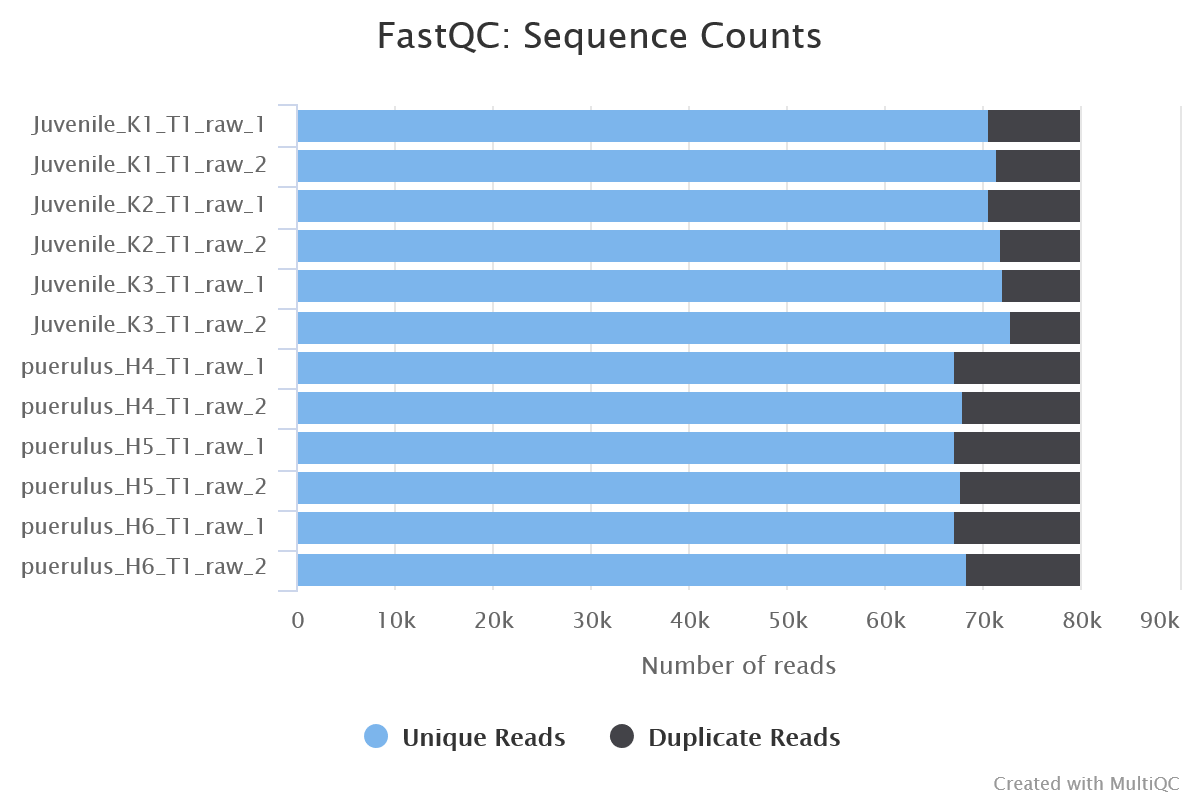 FastQC: Sequence Counts
Juvenile_K1_T1_raw_1
Juvenile_K1_T1_raw_2
Juvenile_K2_T1_raw_1
Juvenile_K2_T1_raw_2
Juvenile_K3_T1_raw_1
Juvenile_K3_T1_raw_2
puerulus_H4_T1_raw_1
puerulus_H4_T1_raw_2
puerulus_H5_T1_raw_1
puerulus_H5_T1_raw_2
puerulus_H6_T1_raw_1
puerulus_H6_T1_raw_2
0 10k 20k 30k 40k 50k 60k 70k 80k 90k
Number of reads
Unique Reads Duplicate Reads
Created with MultiQC